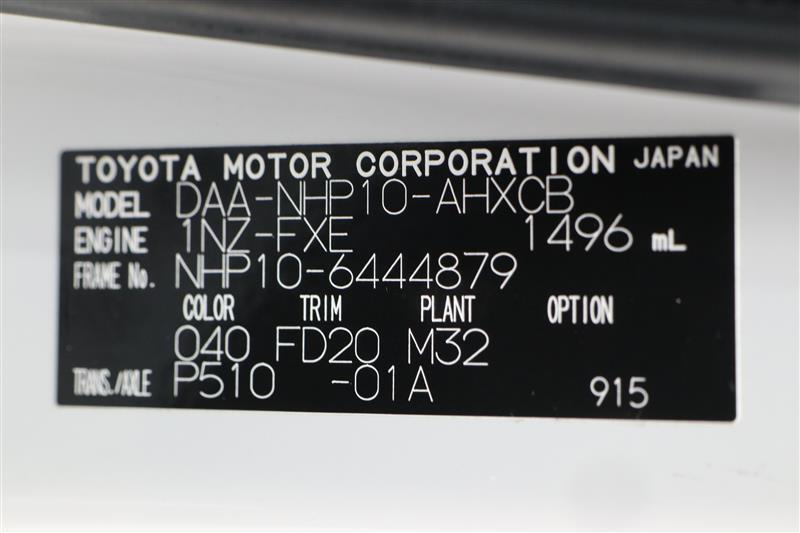 TOYOTA MOTOR CORPORATION JAPAN
MODEL DAA-NHP10-AHXCB
ENGINE 1NZ-FXE 1496 mL
FRAME No. NHP10-6444879
COLOR TRIM PLANT OPTION
040 FD20 M32
TRANS./AXLE P510 -01A 915